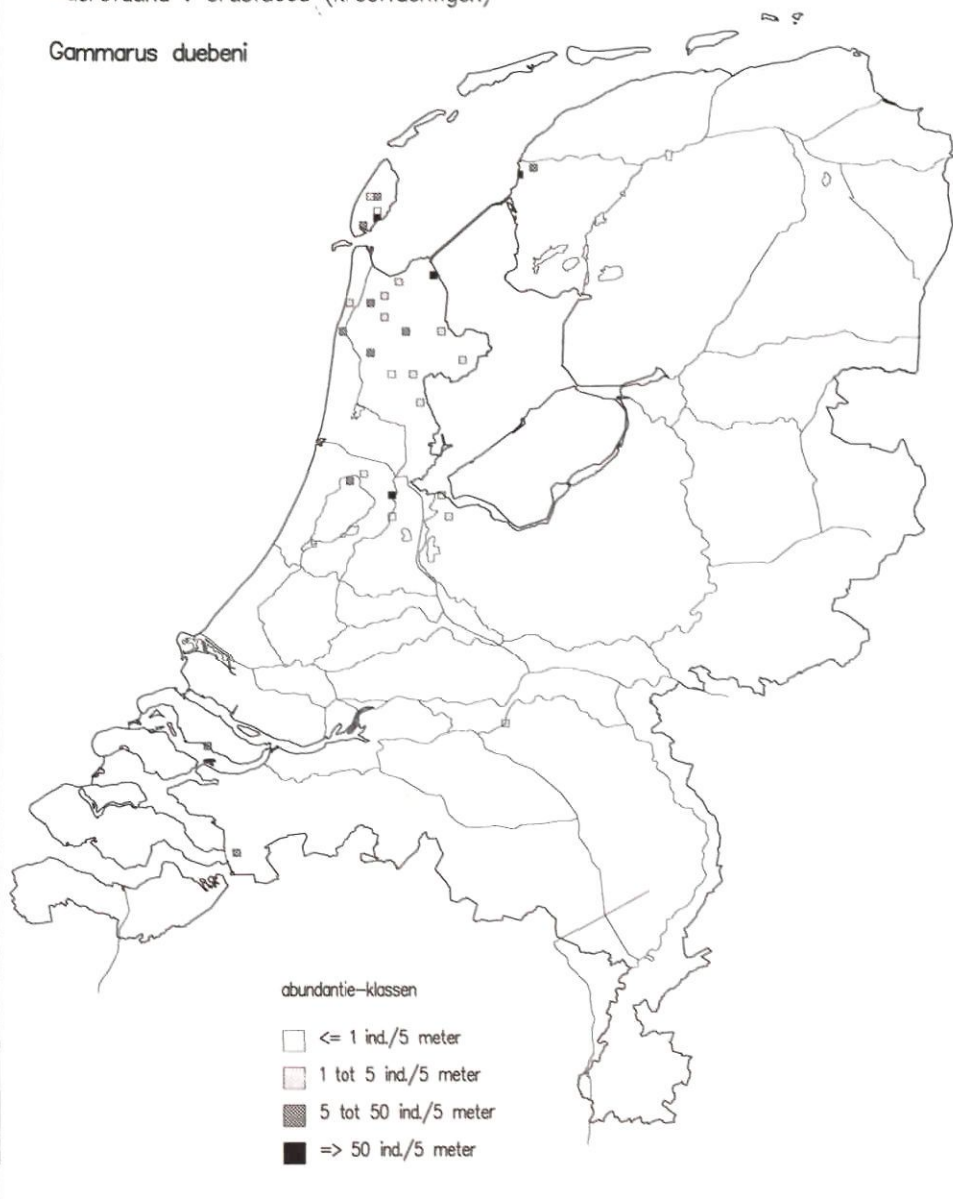 Gammarus duebeni
abundantie-klassen
<= 1 ind./5 meter
1 tot 5 ind./5 meter
5 tot 50 ind./5 meter
=> 50 ind./5 meter